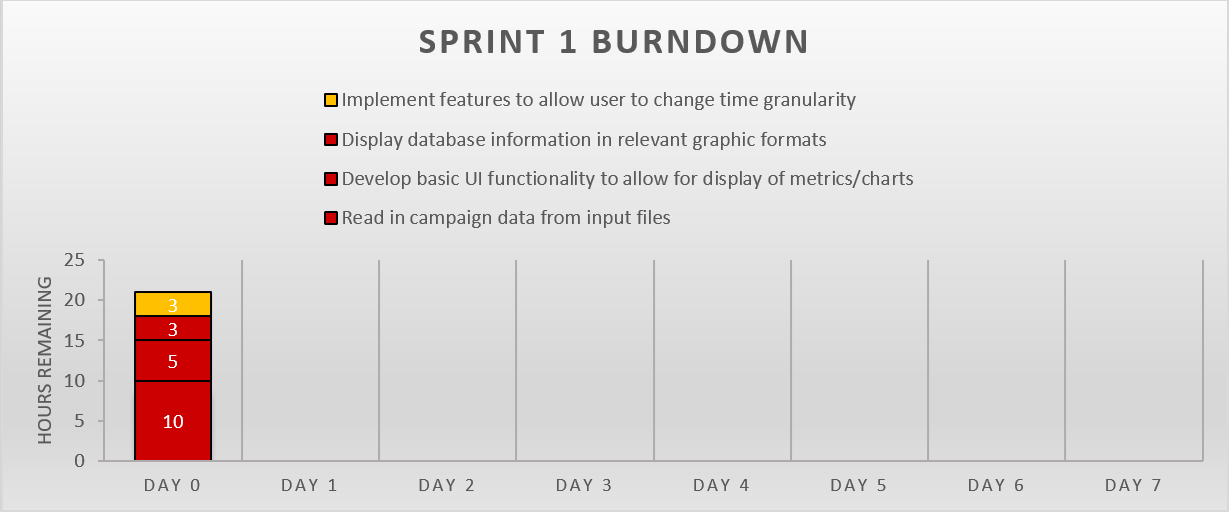 SPRINT 1 BURNDOWN
Implement features to allow user to change time granularity
Display database information in relevant graphic formats
Develop basic UI functionality to allow for display of metrics/charts
Read in campaign data from input files
HOURS REMAINING
25
20
15
10
5
0
3
3
5
10
DAY 0 DAY 1 DAY 2 DAY 3 DAY 4 DAY 5 DAY 6 DAY 7